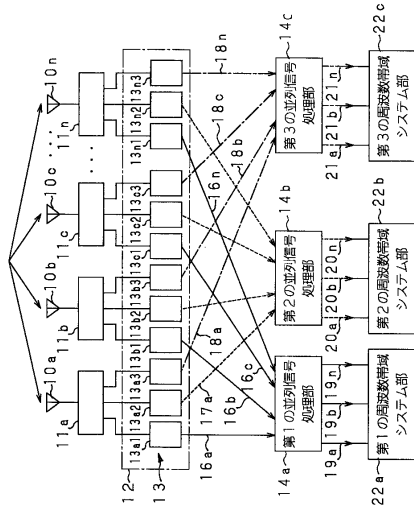 10a 10b 10c ・・・ 10n
11a 11b 11c ・・・ 11n
12
13a1 13a2 13a3 13b1 13b2 13b3 13c1 13c2 13c3 13n1 13n2 13n3
13
16a 17a 16b 18a 16c 16n 18b 18c 18n
14a 14b 14c
第1の並列信号
処理部
第2の並列信号
処理部
第3の並列信号
処理部
19a 19b 19n
20a 20b 20n
21a 21b 21n
22a 22b 22c
第1の周波数帯域
システム部
第2の周波数帯域
システム部
第3の周波数帯域
システム部